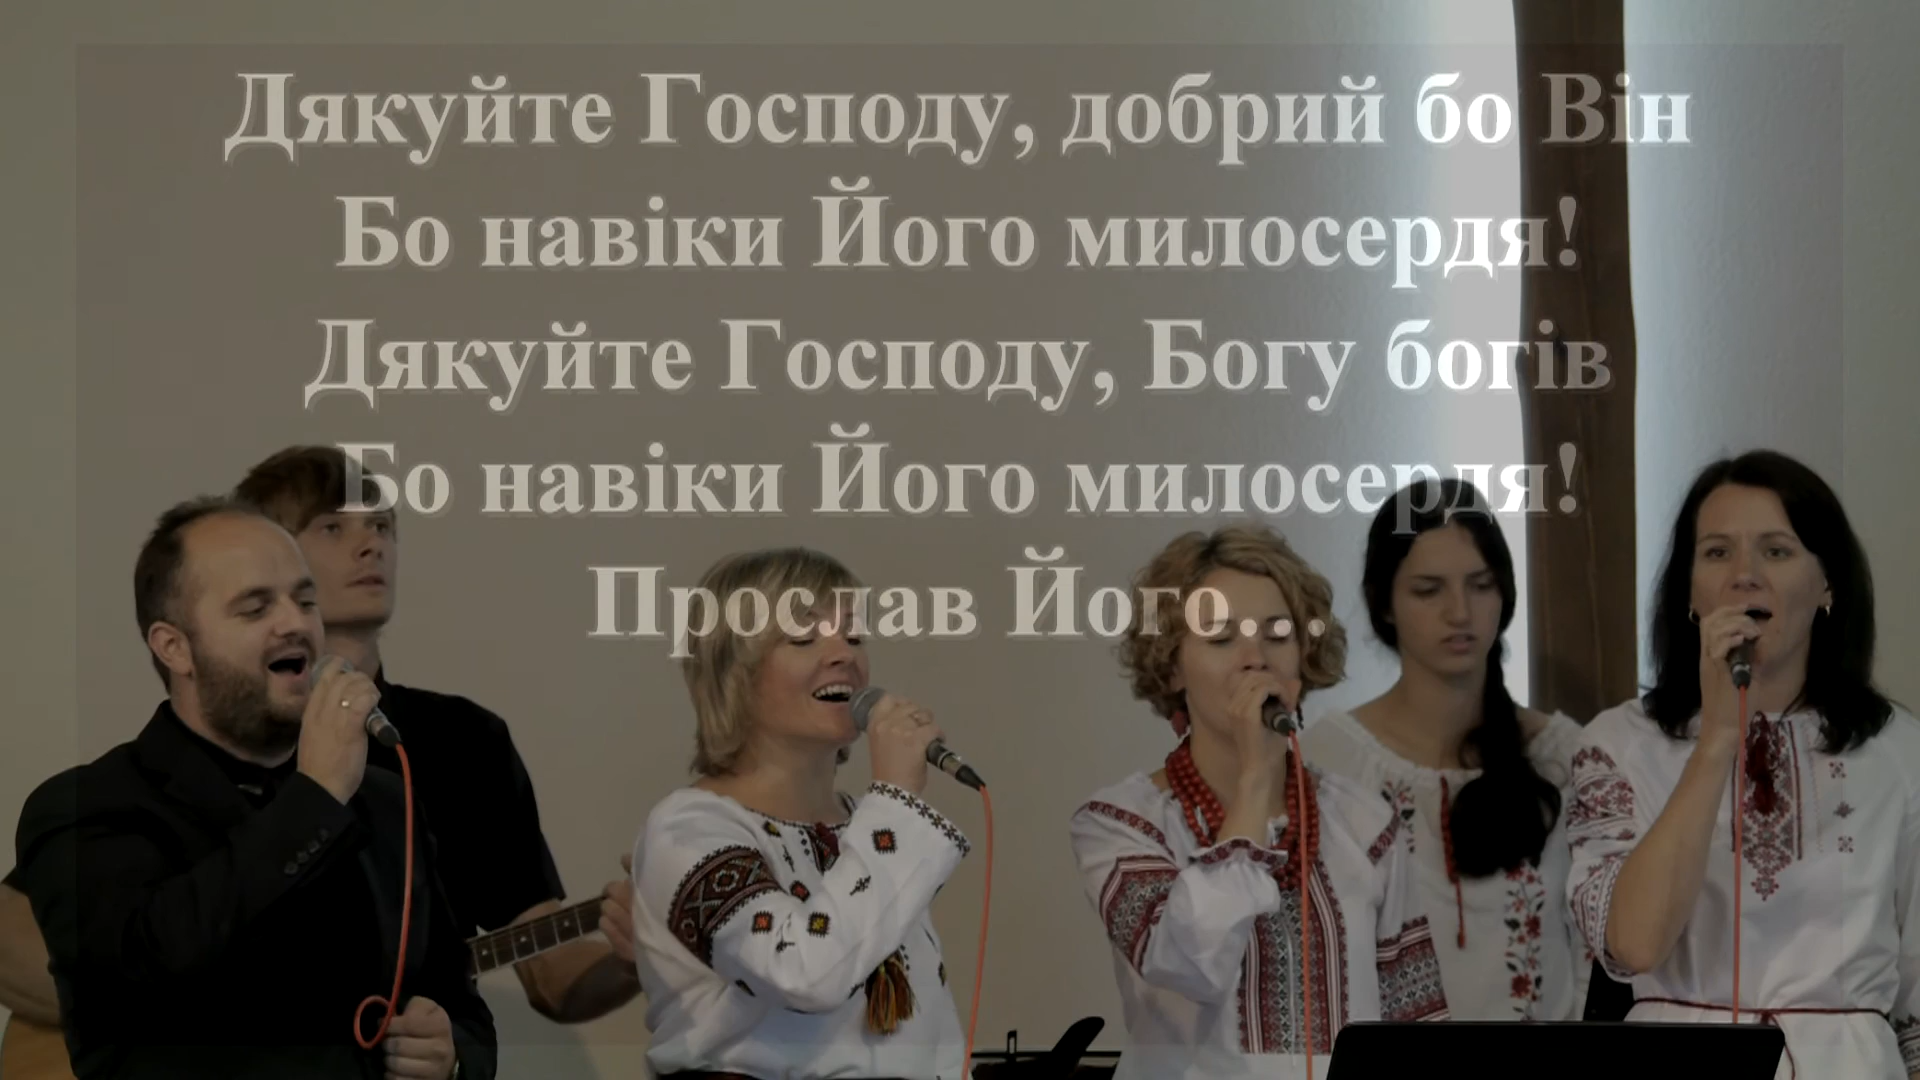 Дякуйте Господу, добрий бо Він
Бо навіки Його милосердя!
Дякуйте Господу, Богу богів
Бо навіки Його милосердя!
Прослав Його...